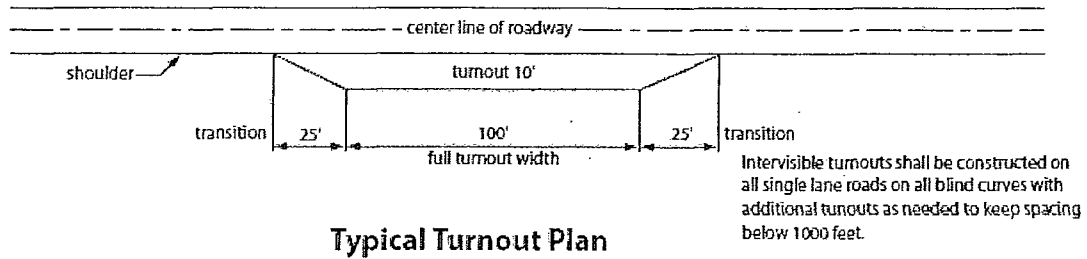 center line of roadway
shoulder
turnout 10'
transition
25'
100'
25'
transition
full turnout width
Intervisible turnouts shall be constructed on
all single lane roads on all blind curves with
additional tunouts as needed to keep spacing
below 1000 feet.
Typical Turnout Plan